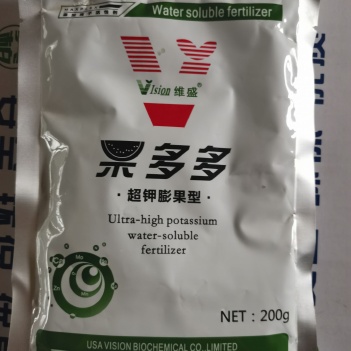 Water soluble fertilizer
Vision 维盛®
果多多
·超钾膨果型·
Ultra-high potassium
water-soluble
fertilizer
NET:200g
USA VISION BIOCHEMICAL CO.,LIMITED